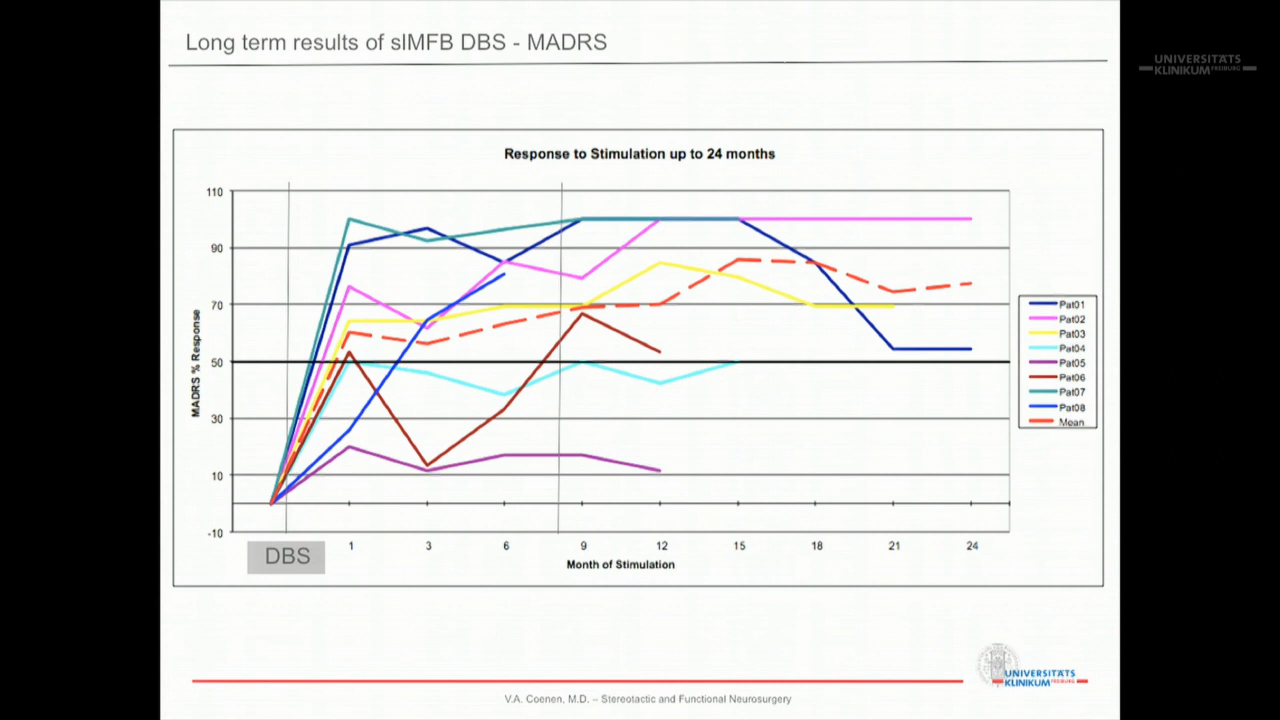 Long term results of slMFB DBS - MADRS
UNIVERSITÄTS
KLINIKUM FREIBURG
Response to Stimulation up to 24 months
110
90
70
50
30
10
-10
MADRS % Response
1 3 6 9 12 15 18 21 24
DBS
Month of Stimulation
Pat01
Pat02
Pat03
Pat04
Pat05
Pat06
Pat07
Pat08
Mean
UNIVERSITÄTS
KLINIKUM FREIBURG
V.A. Coenen, M.D. – Stereotactic and Functional Neurosurgery